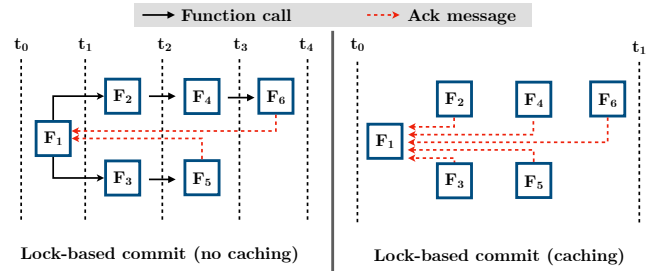 Function call Ack message
t0 t1 t2 t3 t4
F2 F4 F6
F1
F3 F5
Lock-based commit (no caching)
t0 t1
F2 F4 F6
F1
F3 F5
Lock-based commit (caching)